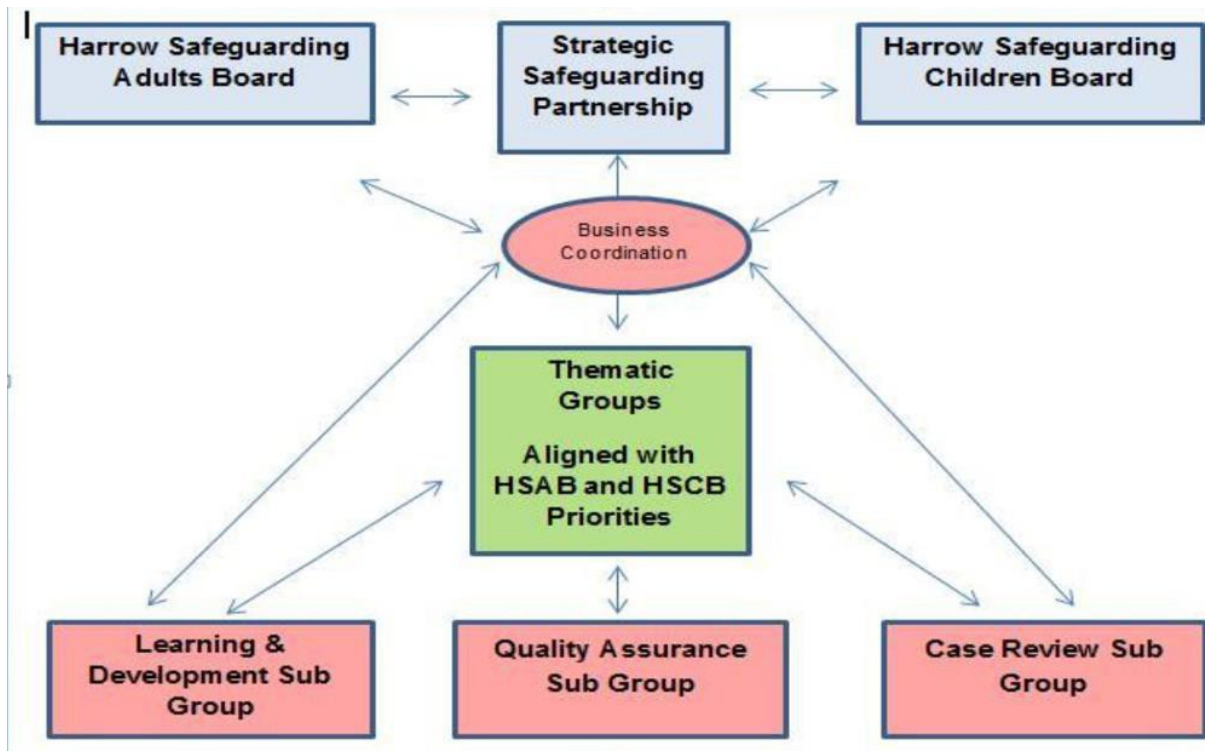 Harrow Safeguarding
Adults Board
Strategic
Safeguarding
Partnership
Harrow Safeguarding
Children Board
Business
Coordination
Thematic
Groups
Aligned with
HSAB and HSCB
Priorities
Learning &
Development Sub
Group
Quality Assurance
Sub Group
Case Review Sub
Group